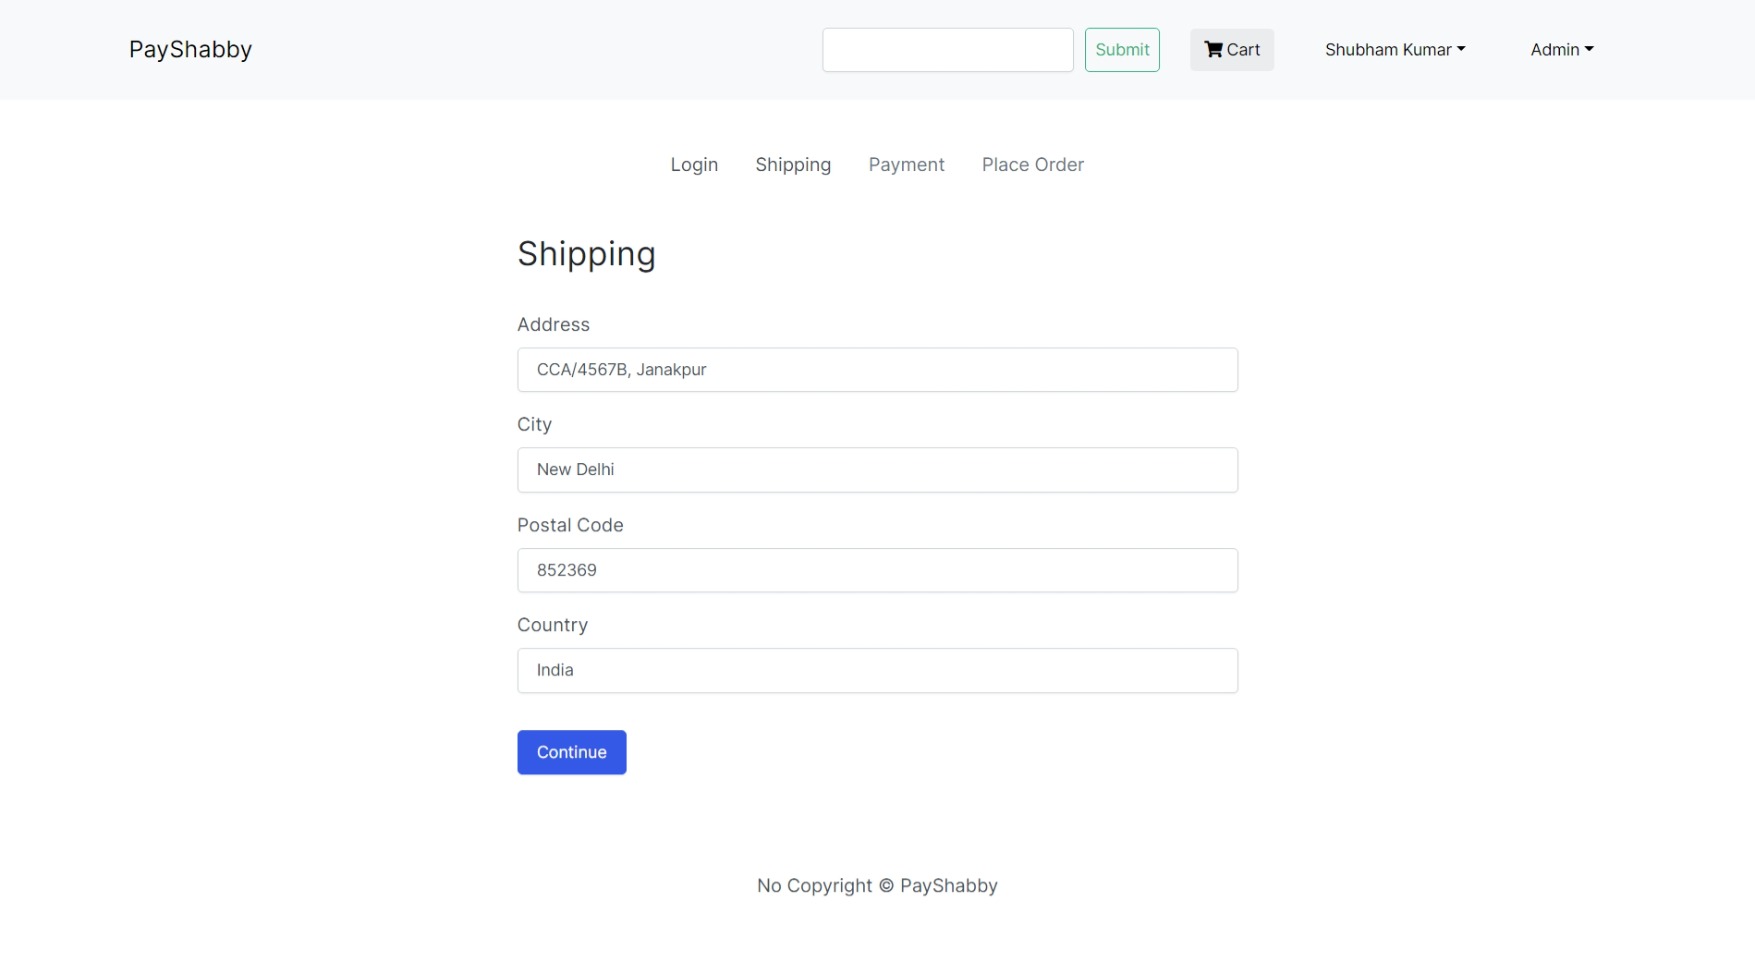 PayShabby Submit Cart Shubham Kumar Admin
Login Shipping Payment Place Order
Shipping
Address
CCA/4567B, Janakpur
City
New Delhi
Postal Code
852369
Country
India
Continue
No Copyright © PayShabby